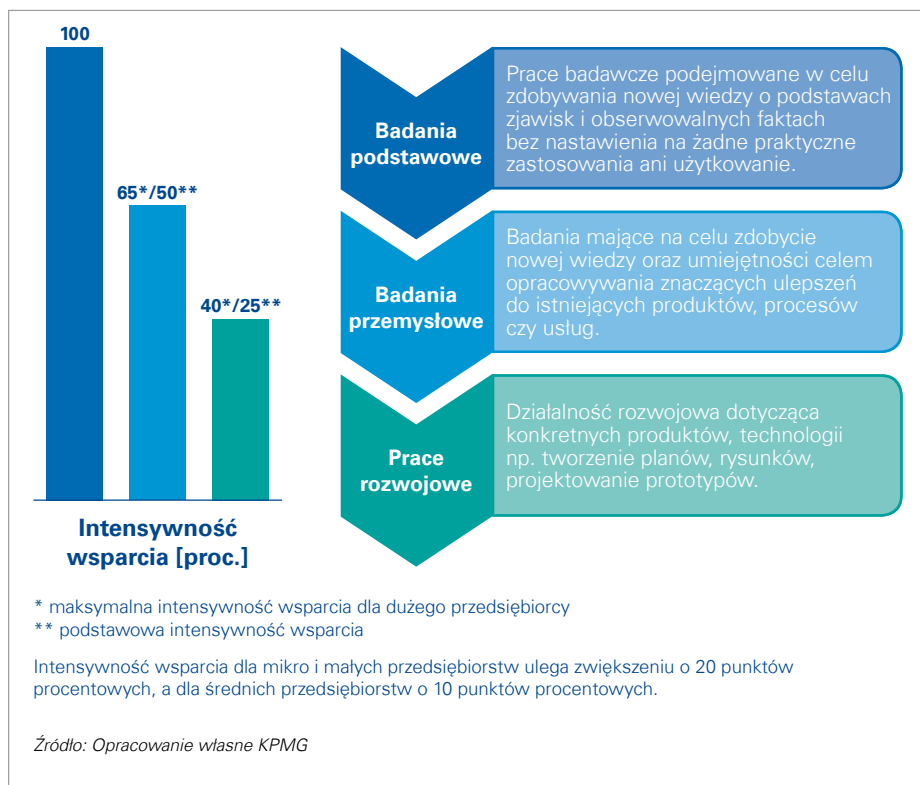 100
65*/50**
40*/25**
Intensywność
wsparcia [proc.]
Badania
podstawowe
Prace badawcze podejmowane w celu
zdobywania nowej wiedzy o podstawach
zjawisk i obserwowalnych faktach
bez nastawienia na żadne praktyczne
zastosowania ani użytkowanie.
Badania
przemysłowe
Badania mające na celu zdobycie
nowej wiedzy oraz umiejętności celem
opracowywania znaczących ulepszeń
do istniejących produktów, procesów
czy usług.
Prace
rozwojowe
Działalność rozwojowa dotycząca
konkretnych produktów, technologii
np. tworzenie planów, rysunków,
projektowanie prototypów.
* maksymalna intensywność wsparcia dla dużego przedsiębiorcy
** podstawowa intensywność wsparcia
Intensywność wsparcia dla mikro i małych przedsiębiorstw ulega zwiększeniu o 20 punktów
procentowych, a dla średnich przedsiębiorstw o 10 punktów procentowych.
Źródło: Opracowanie własne KPMG